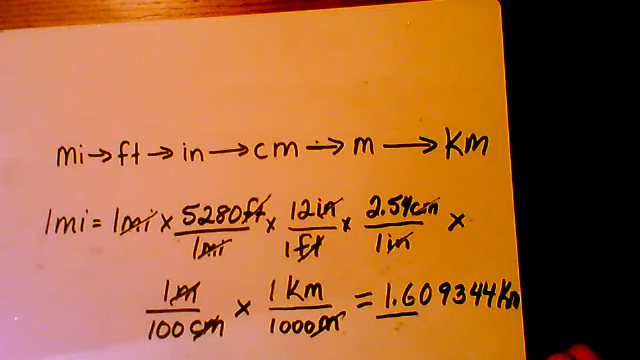 mi→ft→in→cm→m→Km
1mi = 1mi × 5280ft/1mi × 12in/1ft × 2.54cm/1in ×
1m/100cm × 1Km/1000m = 1.609344Km